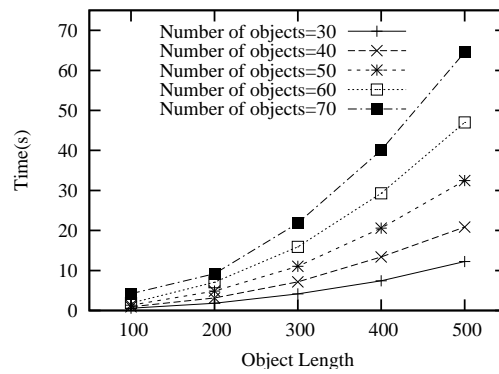 Time(s)
70
60
50
40
30
20
10
0
Number of objects=30
Number of objects=40
Number of objects=50
Number of objects=60
Number of objects=70
100 200 300 400 500
Object Length